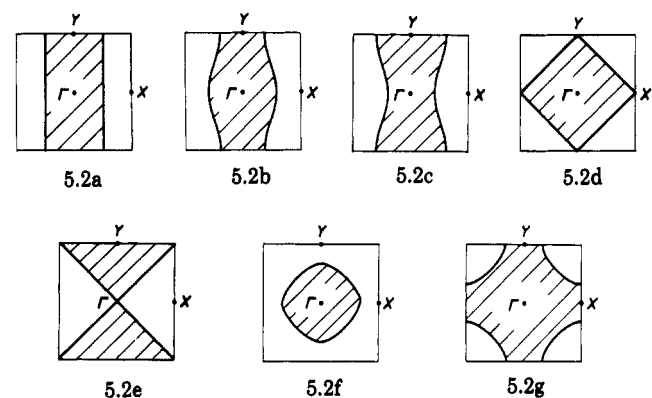 Y Y Y Y
Γ X Γ X Γ X Γ X
5.2a 5.2b 5.2c 5.2d
Y Y Y
Γ X Γ X Γ X
5.2e 5.2f 5.2g